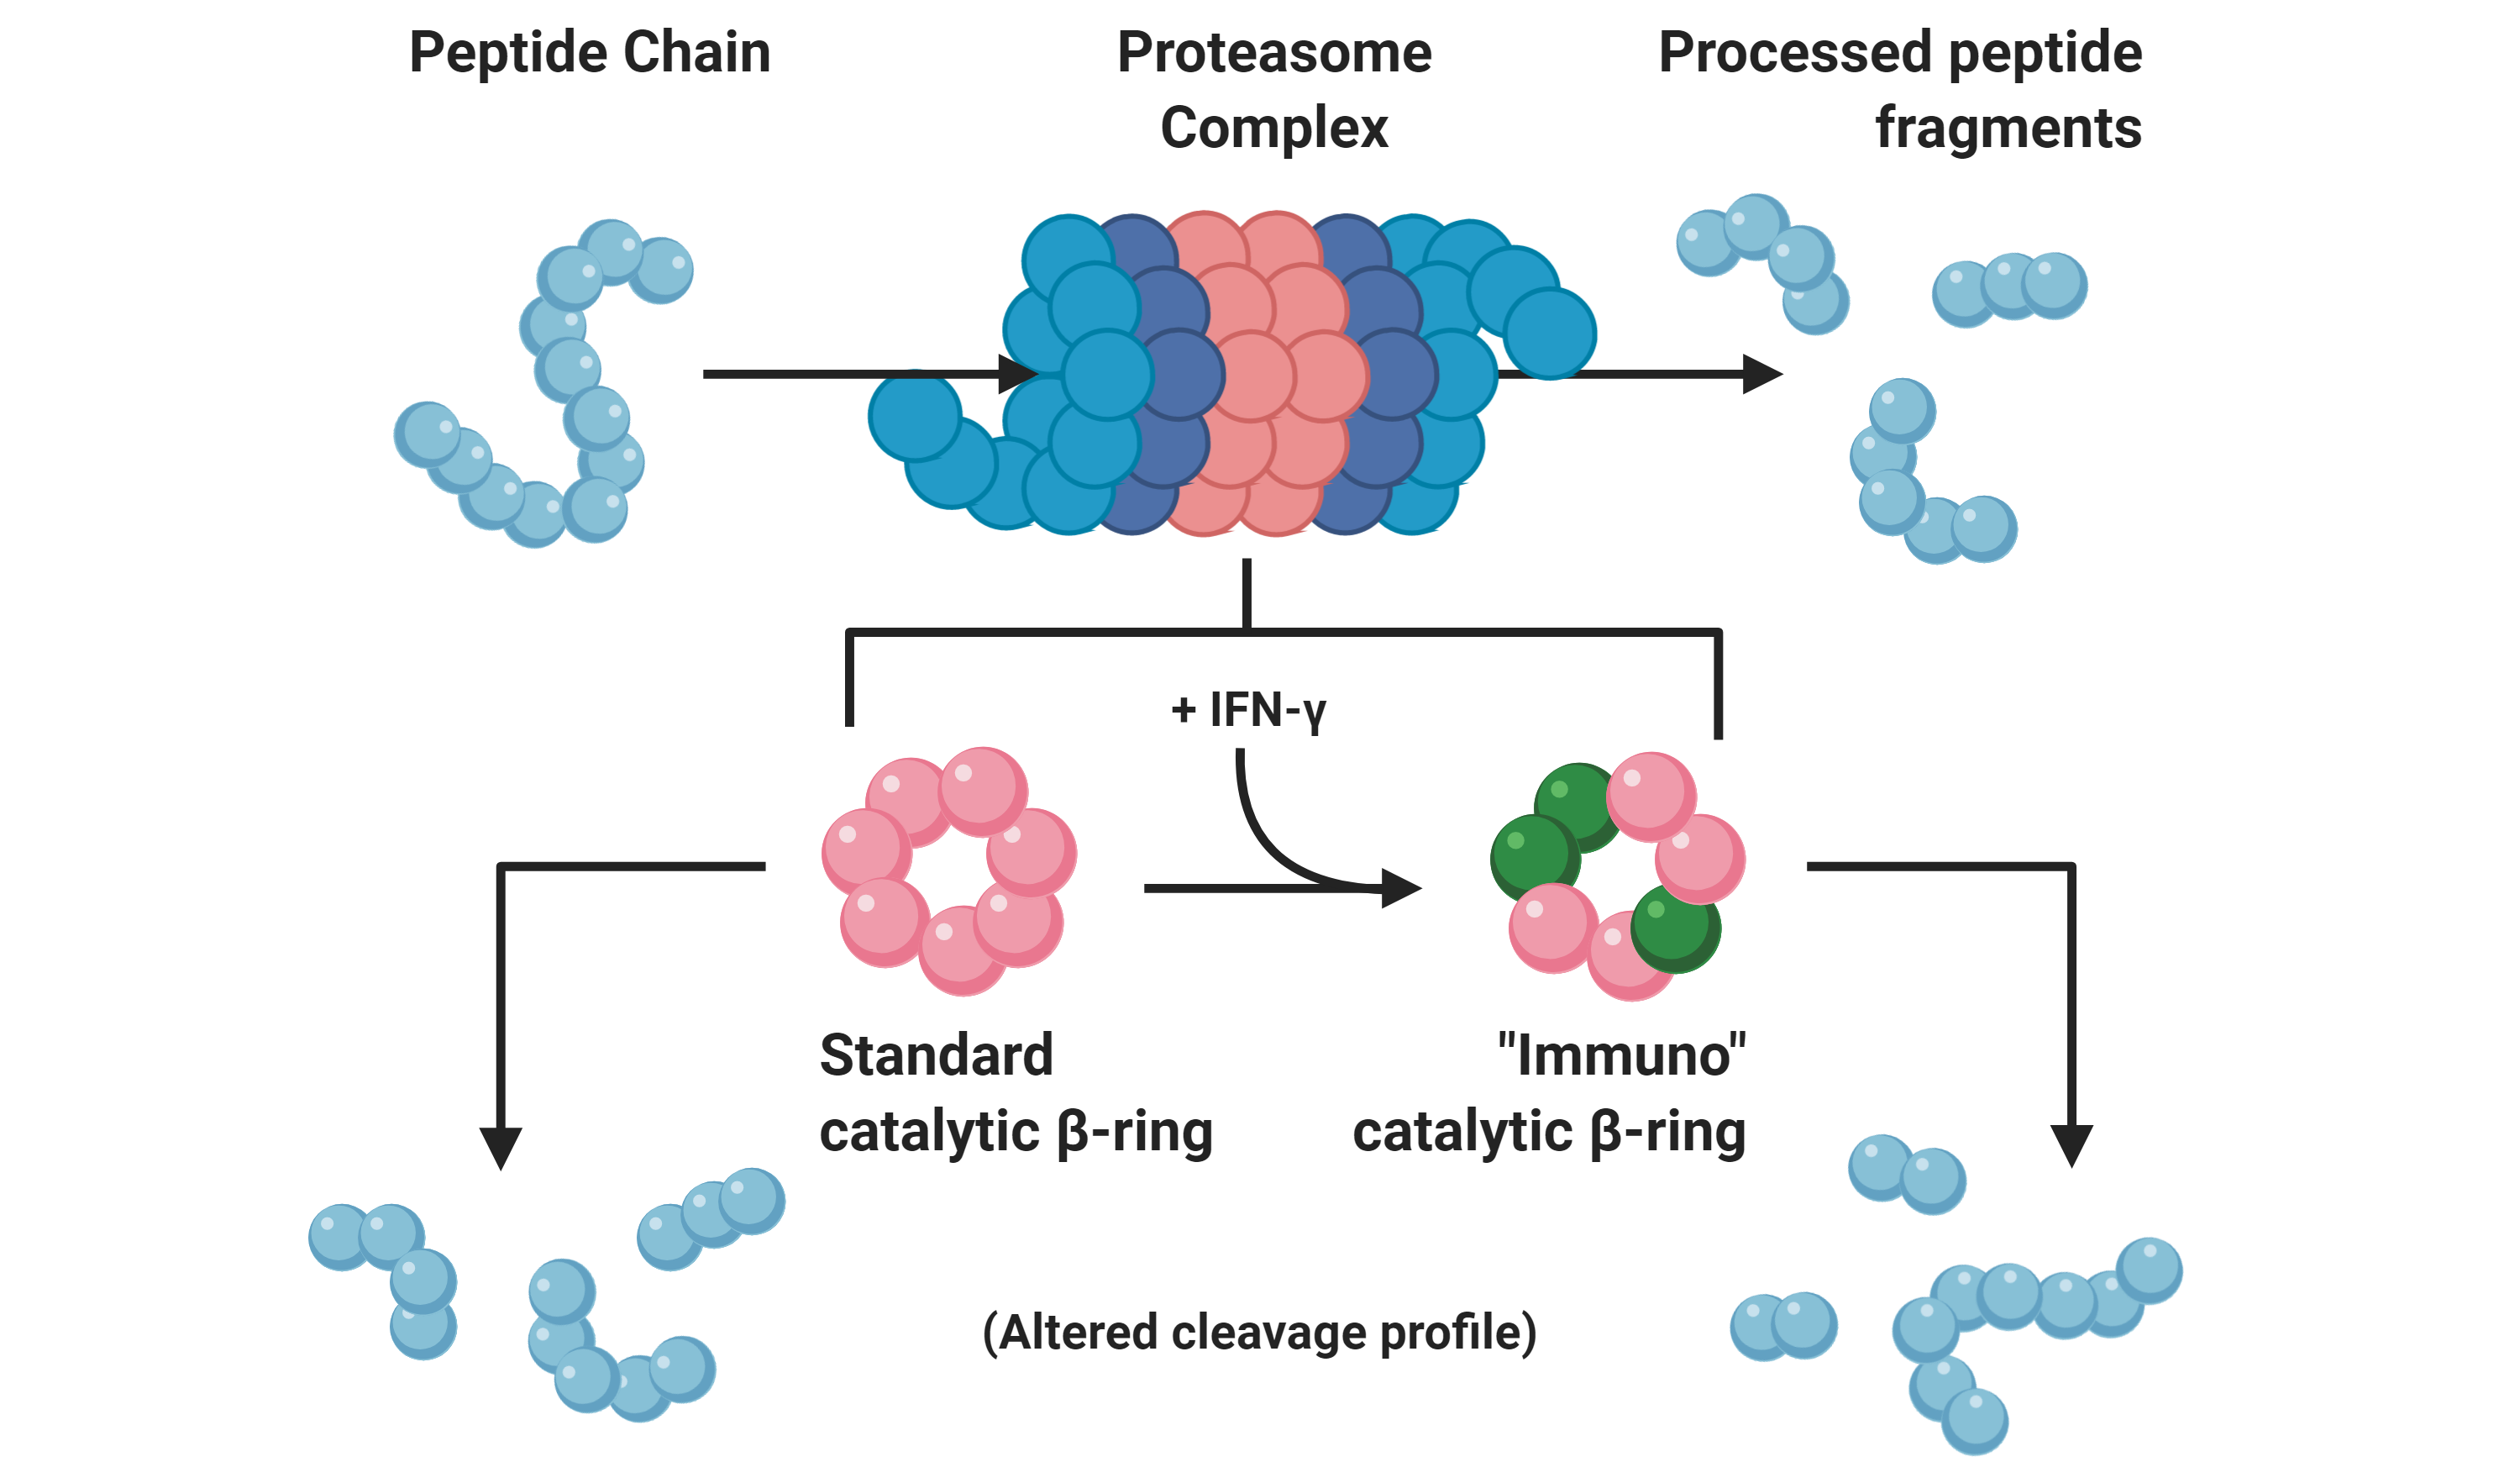 Peptide Chain
Proteasome
Complex
Processed peptide
fragments
+ IFN-γ
Standard
catalytic β-ring
"Immuno"
catalytic β-ring
(Altered cleavage profile)